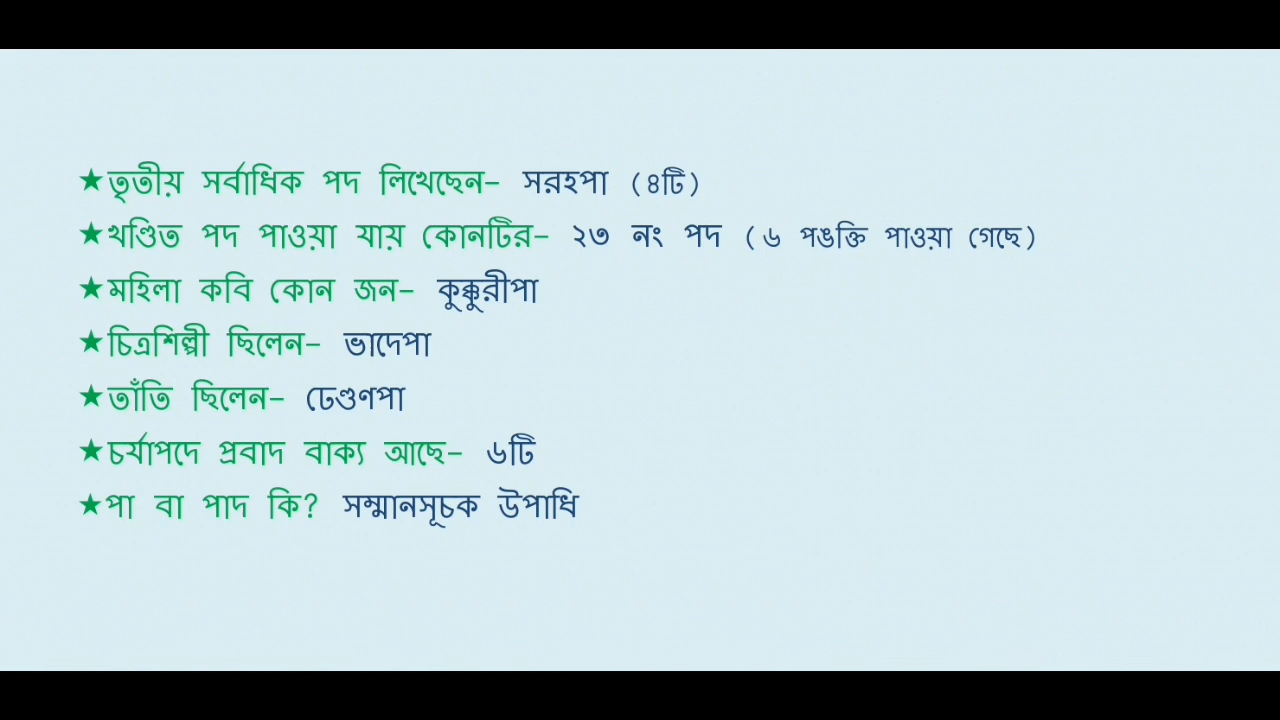 ★তৃতীয় সর্বাধিক পদ লিখেছেন– সরহপা (৪টি)
★খণ্ডিত পদ পাওয়া যায় কোনটির– ২৩ নং পদ (৬ পঙক্তি পাওয়া গেছে)
★মহিলা কবি কোন জন– কুক্কুরীপা
★চিত্রশিল্পী ছিলেন– ভাদেপা
★তাঁতি ছিলেন– ঢেণ্ডণপা
★চর্যাপদে প্রবাদ বাক্য আছে– ৬টি
★পা বা পাদ কি? সম্মানসূচক উপাধি